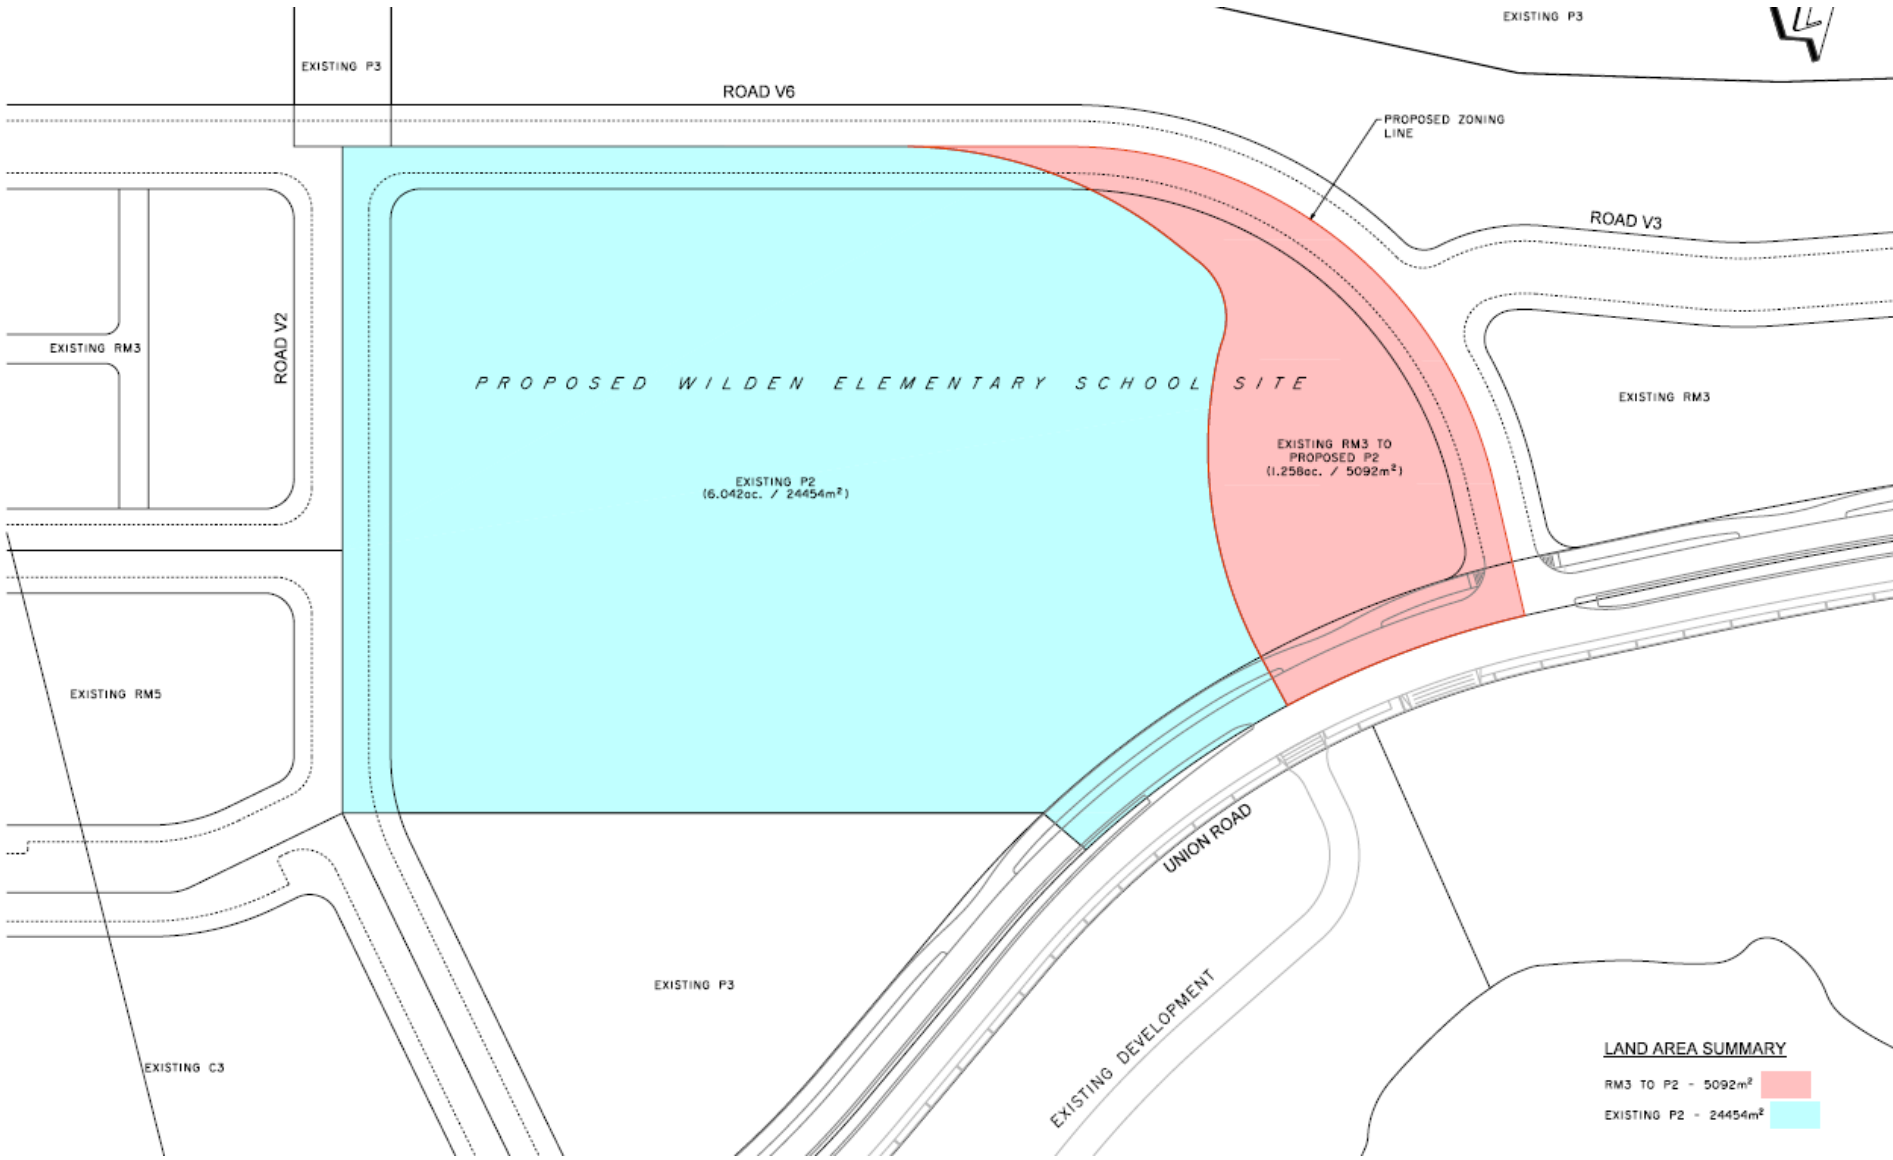 EXISTING P3
EXISTING P3
ROAD V6
PROPOSED ZONING
LINE
ROAD V3
ROAD V2
EXISTING RM3
PROPOSED WILDEN ELEMENTARY SCHOOL SITE
EXISTING RM3
EXISTING RM3 TO
PROPOSED P2
(1.258ac. / 5092m²)
EXISTING P2
(6.042ac. / 24454m²)
EXISTING RM5
UNION ROAD
EXISTING P3
EXISTING DEVELOPMENT
EXISTING C3
LAND AREA SUMMARY
RM3 TO P2 - 5092m²
EXISTING P2 - 24454m²